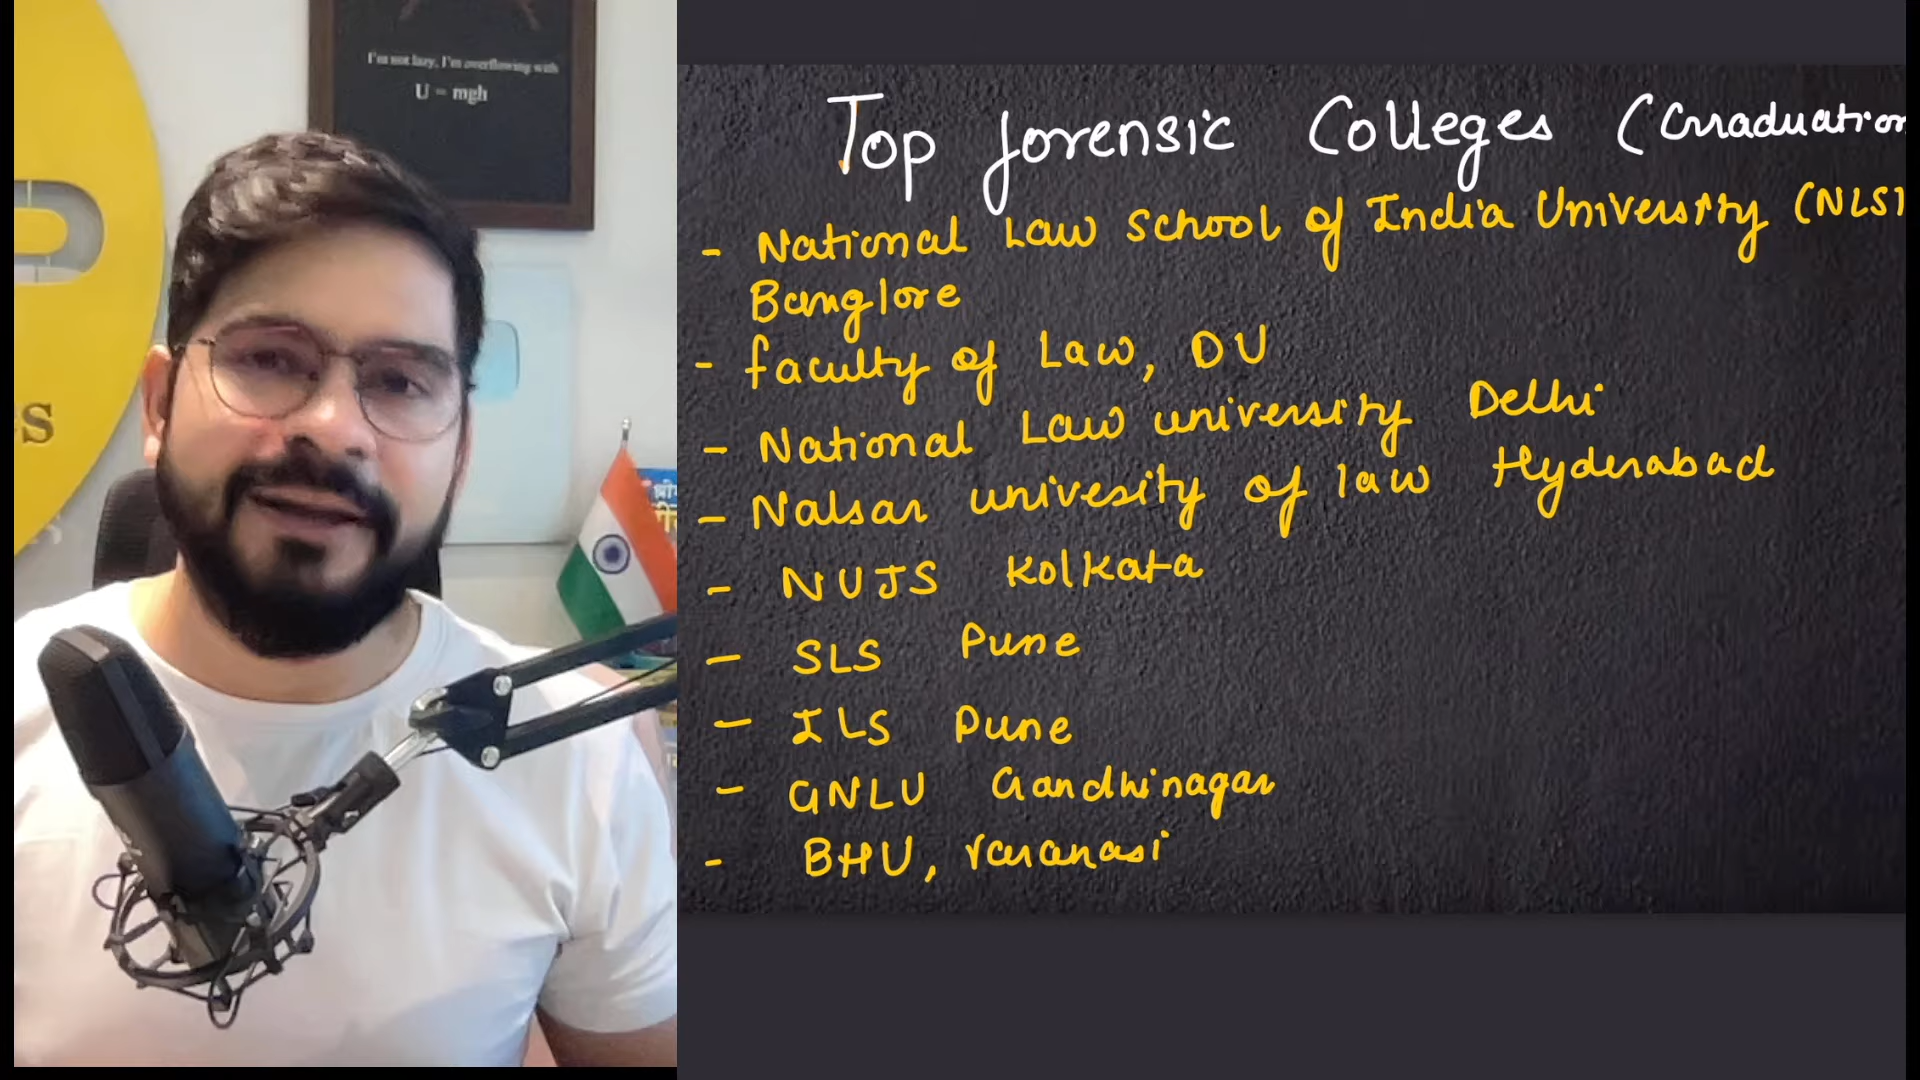 I'm not lazy, I'm overflowing with
U = mgh
P
cs
Top forensic Colleges (Graduation
- National Law School of India University (NLSI
Banglore
- faculty of Law, DU
- National Law university Delhi
- Nalsar univesity of law Hyderabad
- NUJS Kolkata
- SLS Pune
- ILS Pune
- GNLU Gandhinagar
- BHU, Varanasi